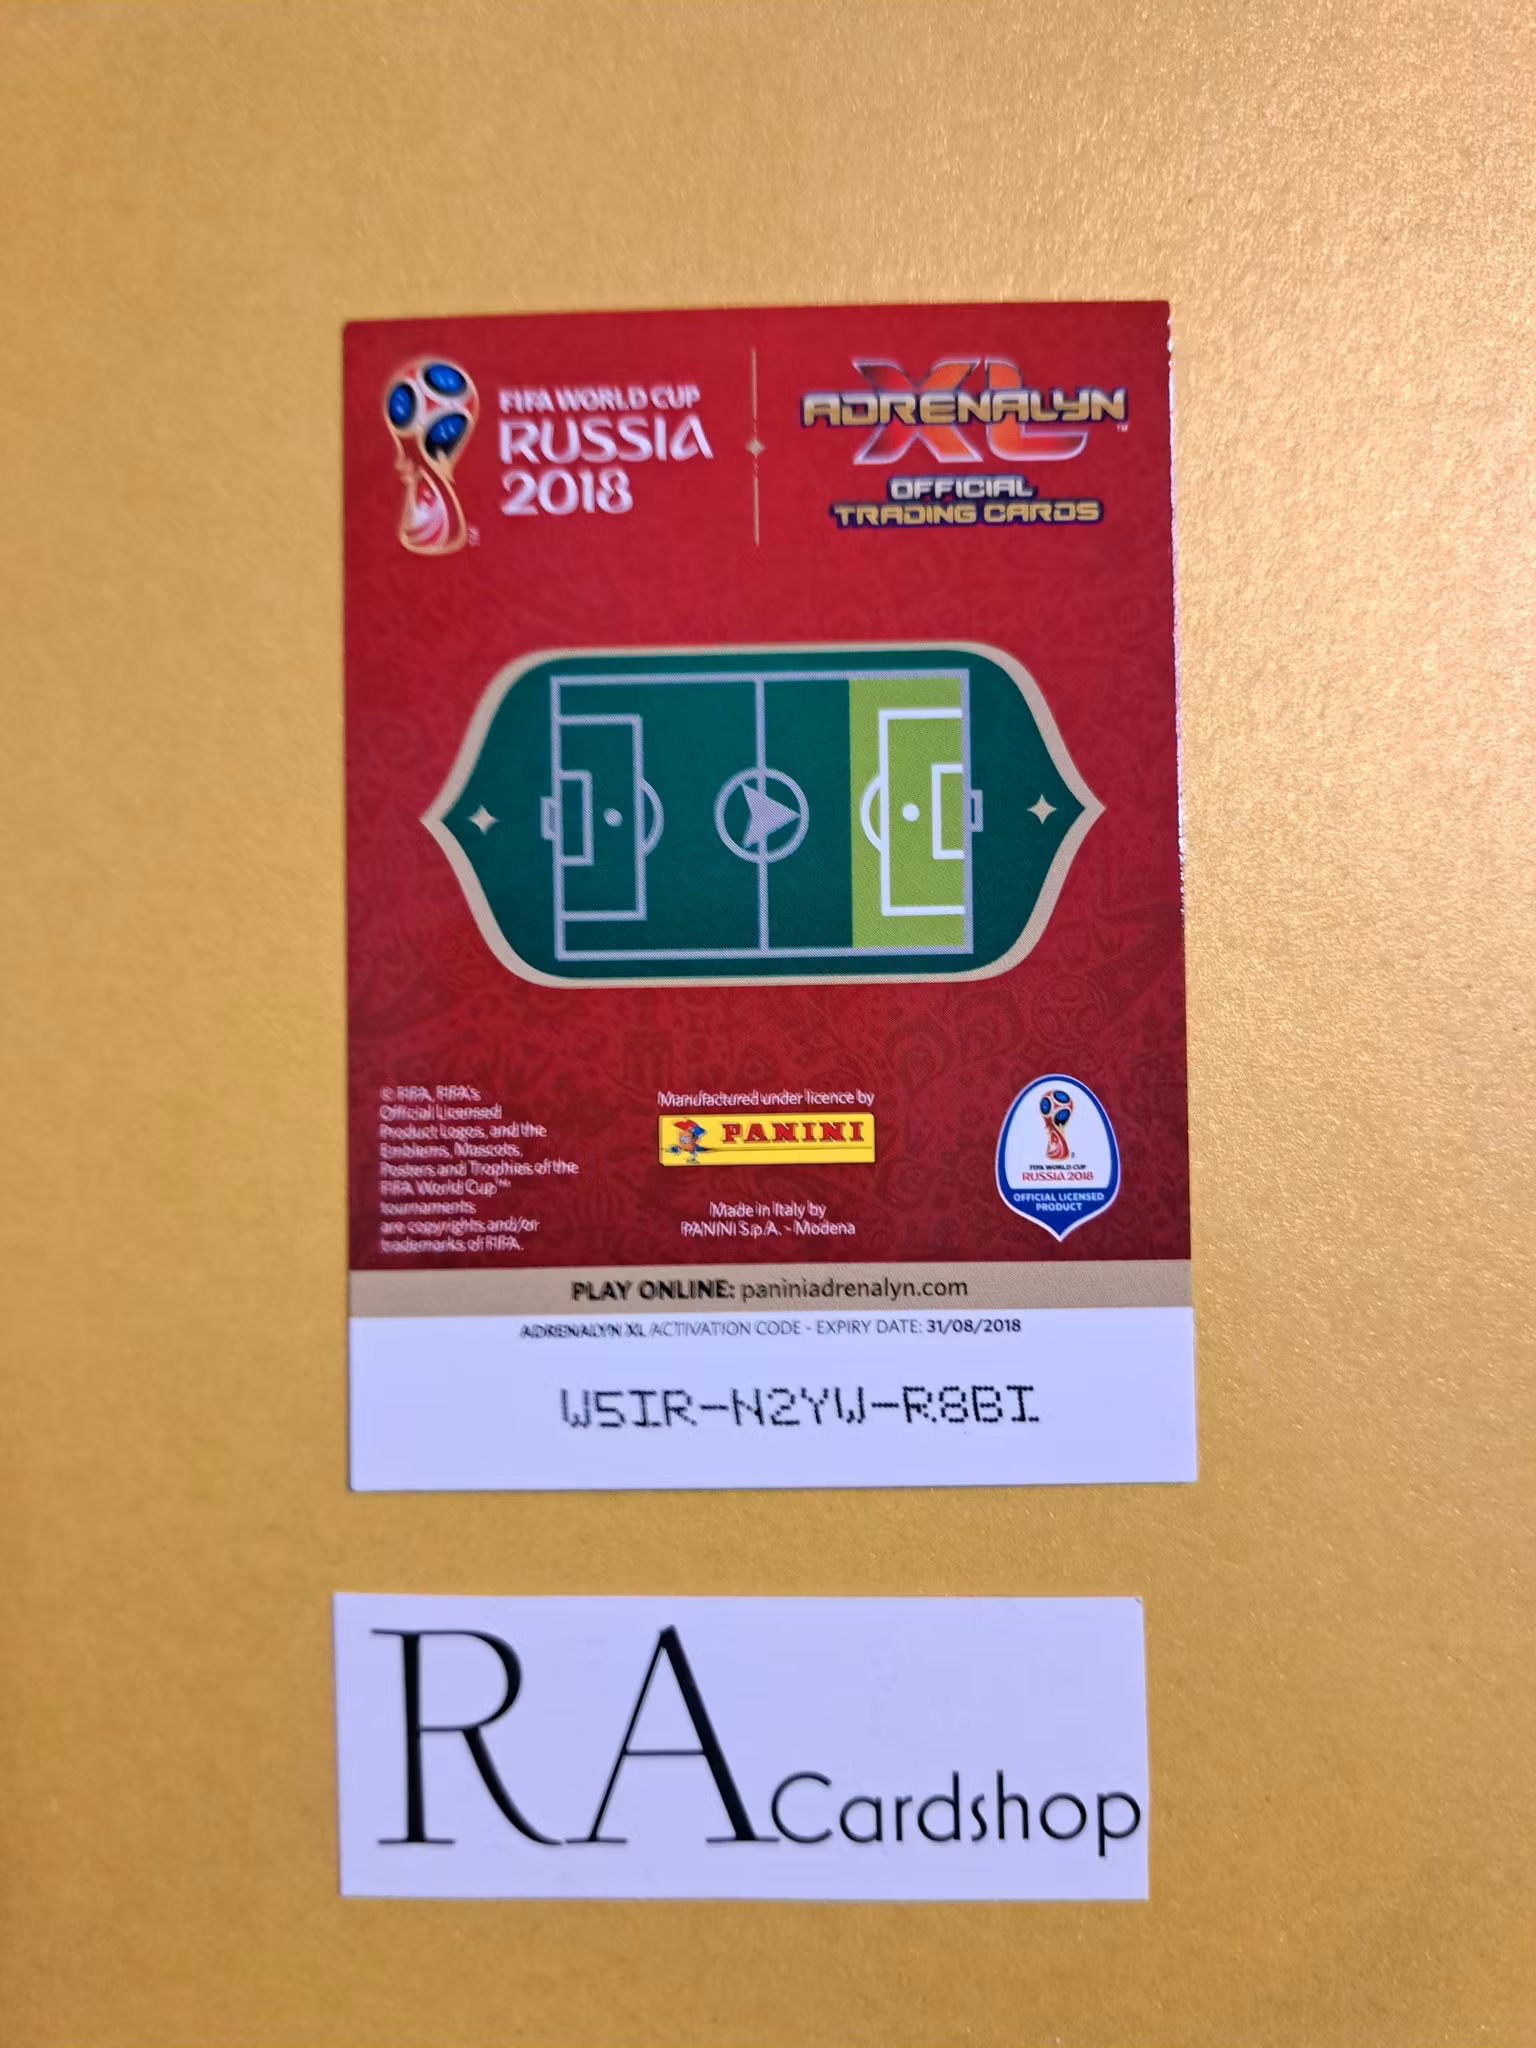 FIFA WORLD CUP
RUSSIA
2018
XL
ADRENALYN
™
OFFICIAL
TRADING CARDS
© FIFA, FIFA's
Official Licensed
Product Logos, and the
Emblems, Mascots,
Posters and Trophies of the
FIFA World Cup™
tournaments
are copyrights and/or
trademarks of FIFA.
Manufactured under licence by
PANINI
Made in Italy by
PANINI S.p.A. - Modena
FIFA WORLD CUP
RUSSIA 2018
OFFICIAL LICENSED
PRODUCT
PLAY ONLINE: paniniadrenalyn.com
ADRENALYN XL ACTIVATION CODE - EXPIRY DATE: 31/08/2018
W5IR-N2YW-R8BI
RA Cardshop